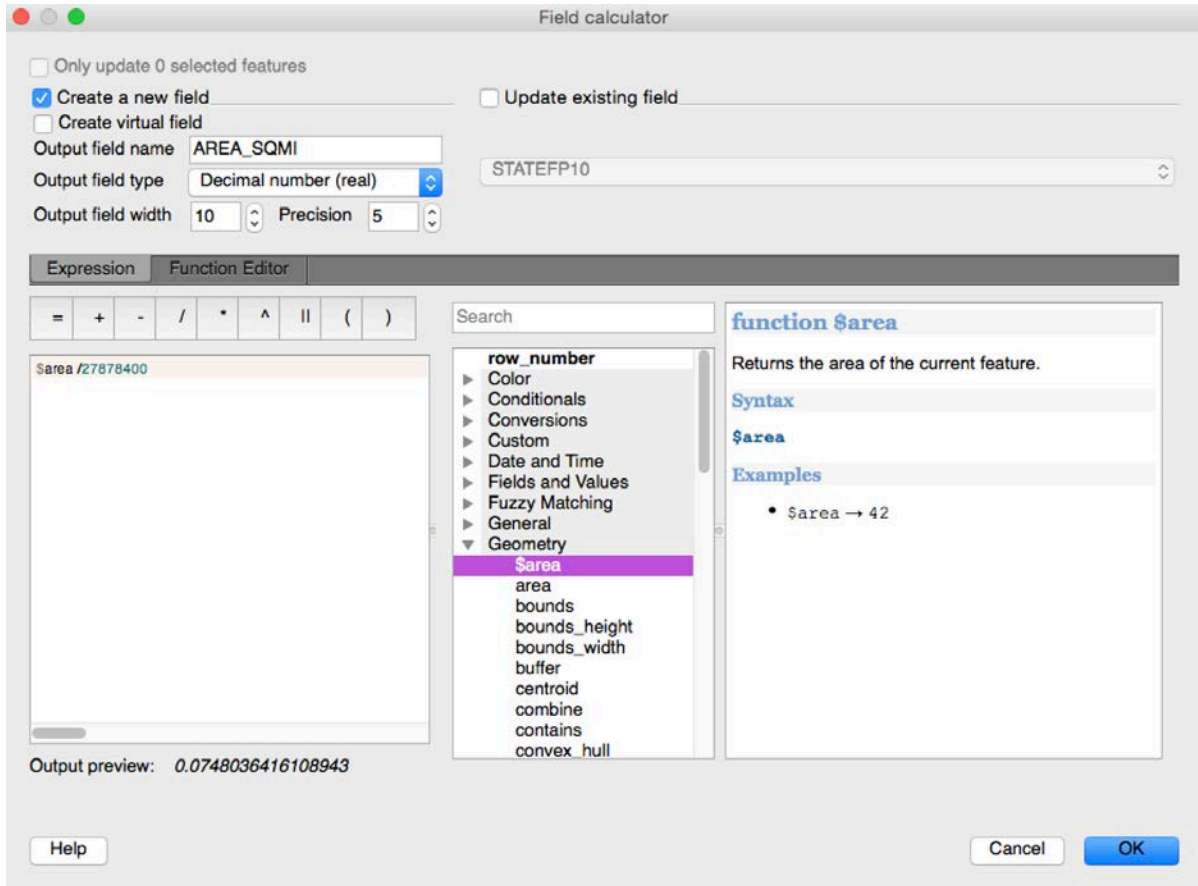 Field calculator
Only update 0 selected features
Create a new field
Update existing field
Create virtual field
Output field name AREA_SQMI
Output field type Decimal number (real)
STATEFP10
Output field width 10 Precision 5
Expression Function Editor
= + - / * ^ || ( )
$area /27878400
Output preview: 0.0748036416108943
Search
row_number
Color
Conditionals
Conversions
Custom
Date and Time
Fields and Values
Fuzzy Matching
General
Geometry
$area
area
bounds
bounds_height
bounds_width
buffer
centroid
combine
contains
convex_hull
function $area
Returns the area of the current feature.
Syntax
$area
Examples
• $area → 42
Help
Cancel
OK